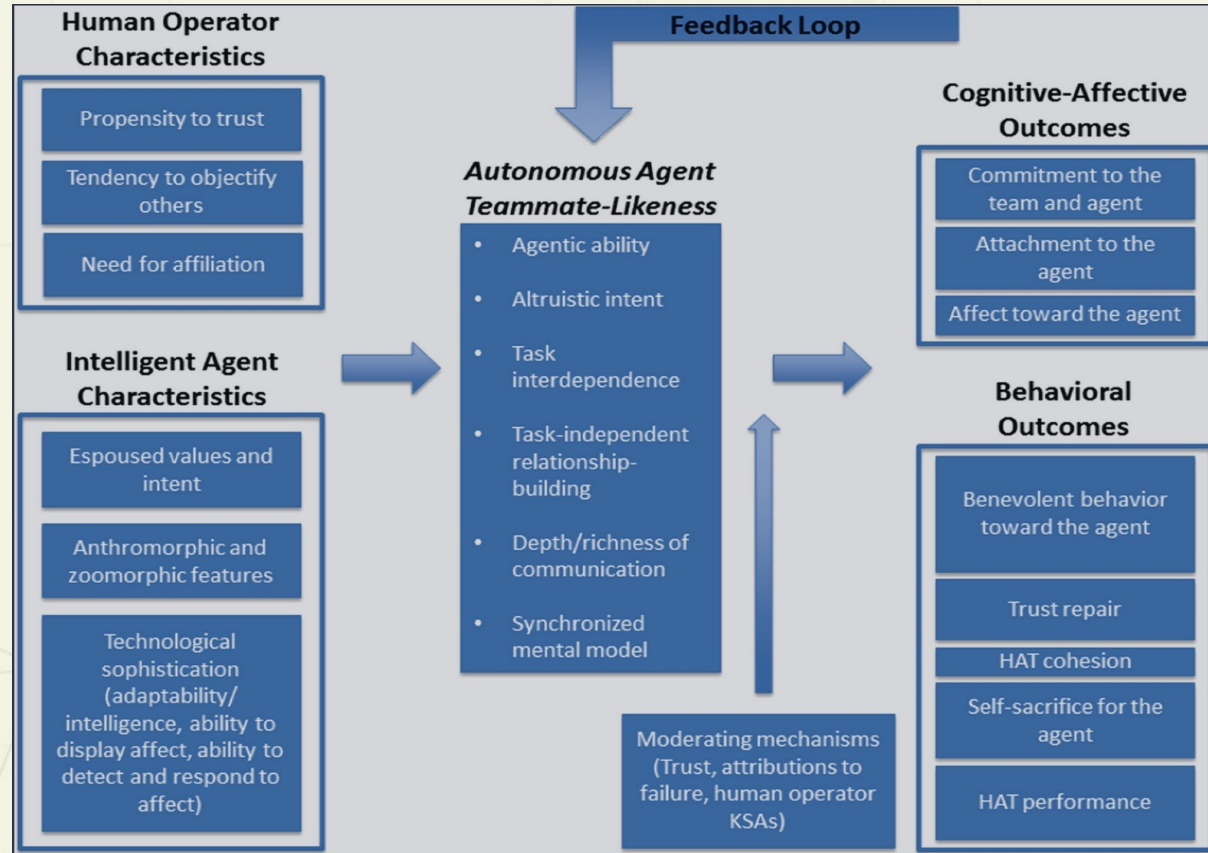 Human Operator
Characteristics
Propensity to trust
Tendency to objectify
others
Need for affiliation
Intelligent Agent
Characteristics
Espoused values and
intent
Anthromorphic and
zoomorphic features
Technological
sophistication
(adaptability/
intelligence, ability to
display affect, ability to
detect and respond to
affect)
Feedback Loop
Autonomous Agent
Teammate-Likeness
• Agentic ability
• Altruistic intent
• Task
interdependence
• Task-independent
relationship-
building
• Depth/richness of
communication
• Synchronized
mental model
Moderating mechanisms
(Trust, attributions to
failure, human operator
KSAs)
Cognitive-Affective
Outcomes
Commitment to the
team and agent
Attachment to the
agent
Affect toward the agent
Behavioral
Outcomes
Benevolent behavior
toward the agent
Trust repair
HAT cohesion
Self-sacrifice for the
agent
HAT performance